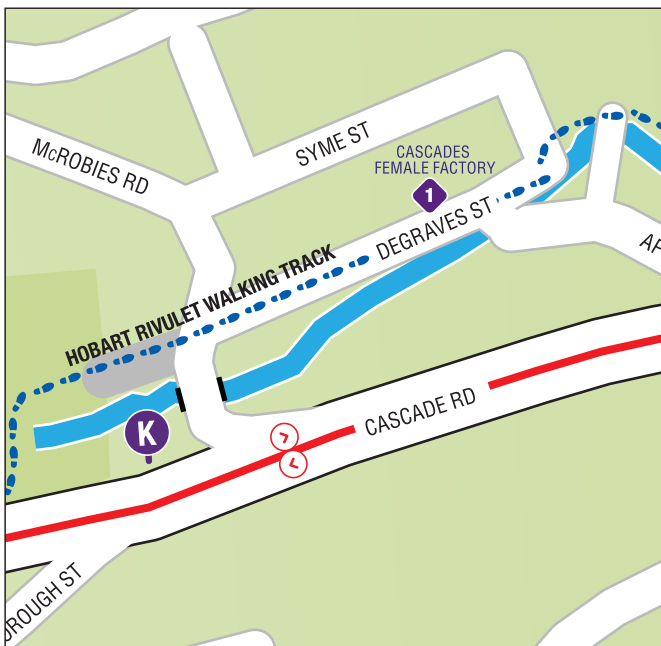 McROBIES RD
SYME ST
CASCADES
FEMALE FACTORY
1
DEGRAVES ST
HOBART RIVULET WALKING TRACK
K
CASCADE RD